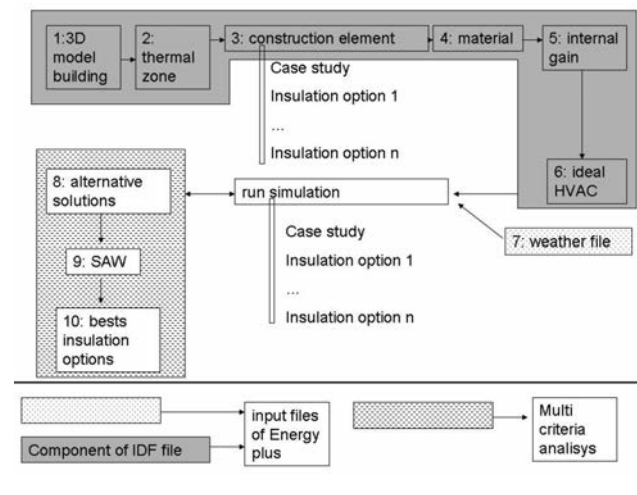 1:3D
model
building
2:
thermal
zone
3: construction element
4: material
5: internal
gain
Case study
Insulation option 1
...
Insulation option n
6: ideal
HVAC
8: alternative
solutions
run simulation
7: weather file
Case study
Insulation option 1
...
Insulation option n
9: SAW
10: bests
insulation
options
input files
of Energy
plus
Component of IDF file
Multi
criteria
analisys